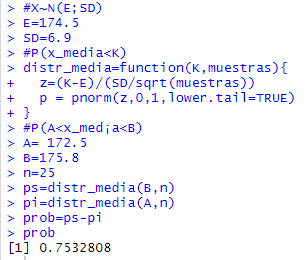 > #X~N(E;SD)
> E=174.5
> SD=6.9
> #P(x_media<K)
> distr_media=function(K,muestras){
+   z=(K-E)/(SD/sqrt(muestras))
+   p = pnorm(z,0,1,lower.tail=TRUE)
+ }
> #P(A<x_med¡a<B)
> A= 172.5
> B=175.8
> n=25
> ps=distr_media(B,n)
> pi=distr_media(A,n)
> prob=ps-pi
> prob
[1] 0.7532808